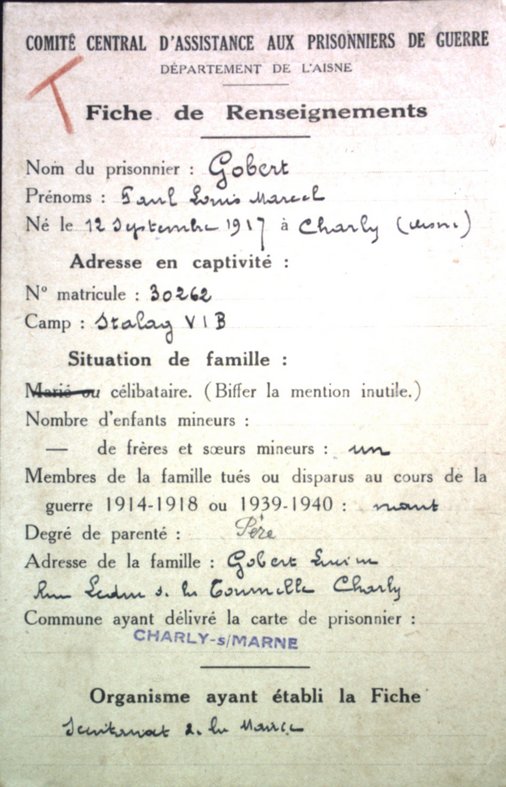 T
COMITÉ CENTRAL D'ASSISTANCE AUX PRISONNIERS DE GUERRE
DÉPARTEMENT DE L'AISNE
Fiche de Renseignements
Nom du prisonnier : Gobert
Prénoms : Paul Louis Marcel
Né le 12 Septembre 1917 à Charly (Aisne)
Adresse en captivité :
N° matricule : 30262
Camp : Stalag VI B
Situation de famille :
Marié ou célibataire. (Biffer la mention inutile.)
Nombre d'enfants mineurs :
— de frères et sœurs mineurs : un
Membres de la famille tués ou disparus au cours de la
guerre 1914-1918 ou 1939-1940 : néant
Degré de parenté : Père
Adresse de la famille : Gobert
Charly
Commune ayant délivré la carte de prisonnier :
CHARLY-s/MARNE
Organisme ayant établi la Fiche
Secrétariat de la Mairie